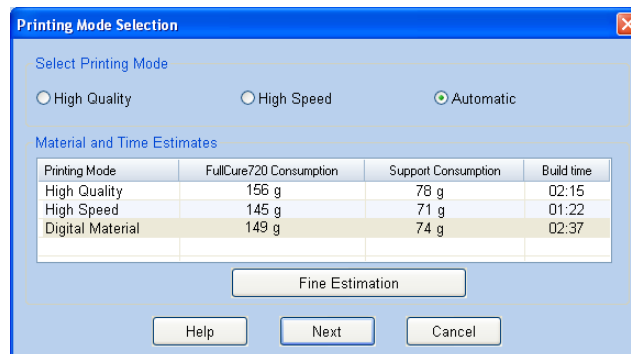 Printing Mode Selection
Select Printing Mode
High Quality High Speed Automatic
Material and Time Estimates
Printing Mode FullCure720 Consumption Support Consumption Build time
High Quality 156 g 78 g 02:15
High Speed 145 g 71 g 01:22
Digital Material 149 g 74 g 02:37
Fine Estimation
Help Next Cancel